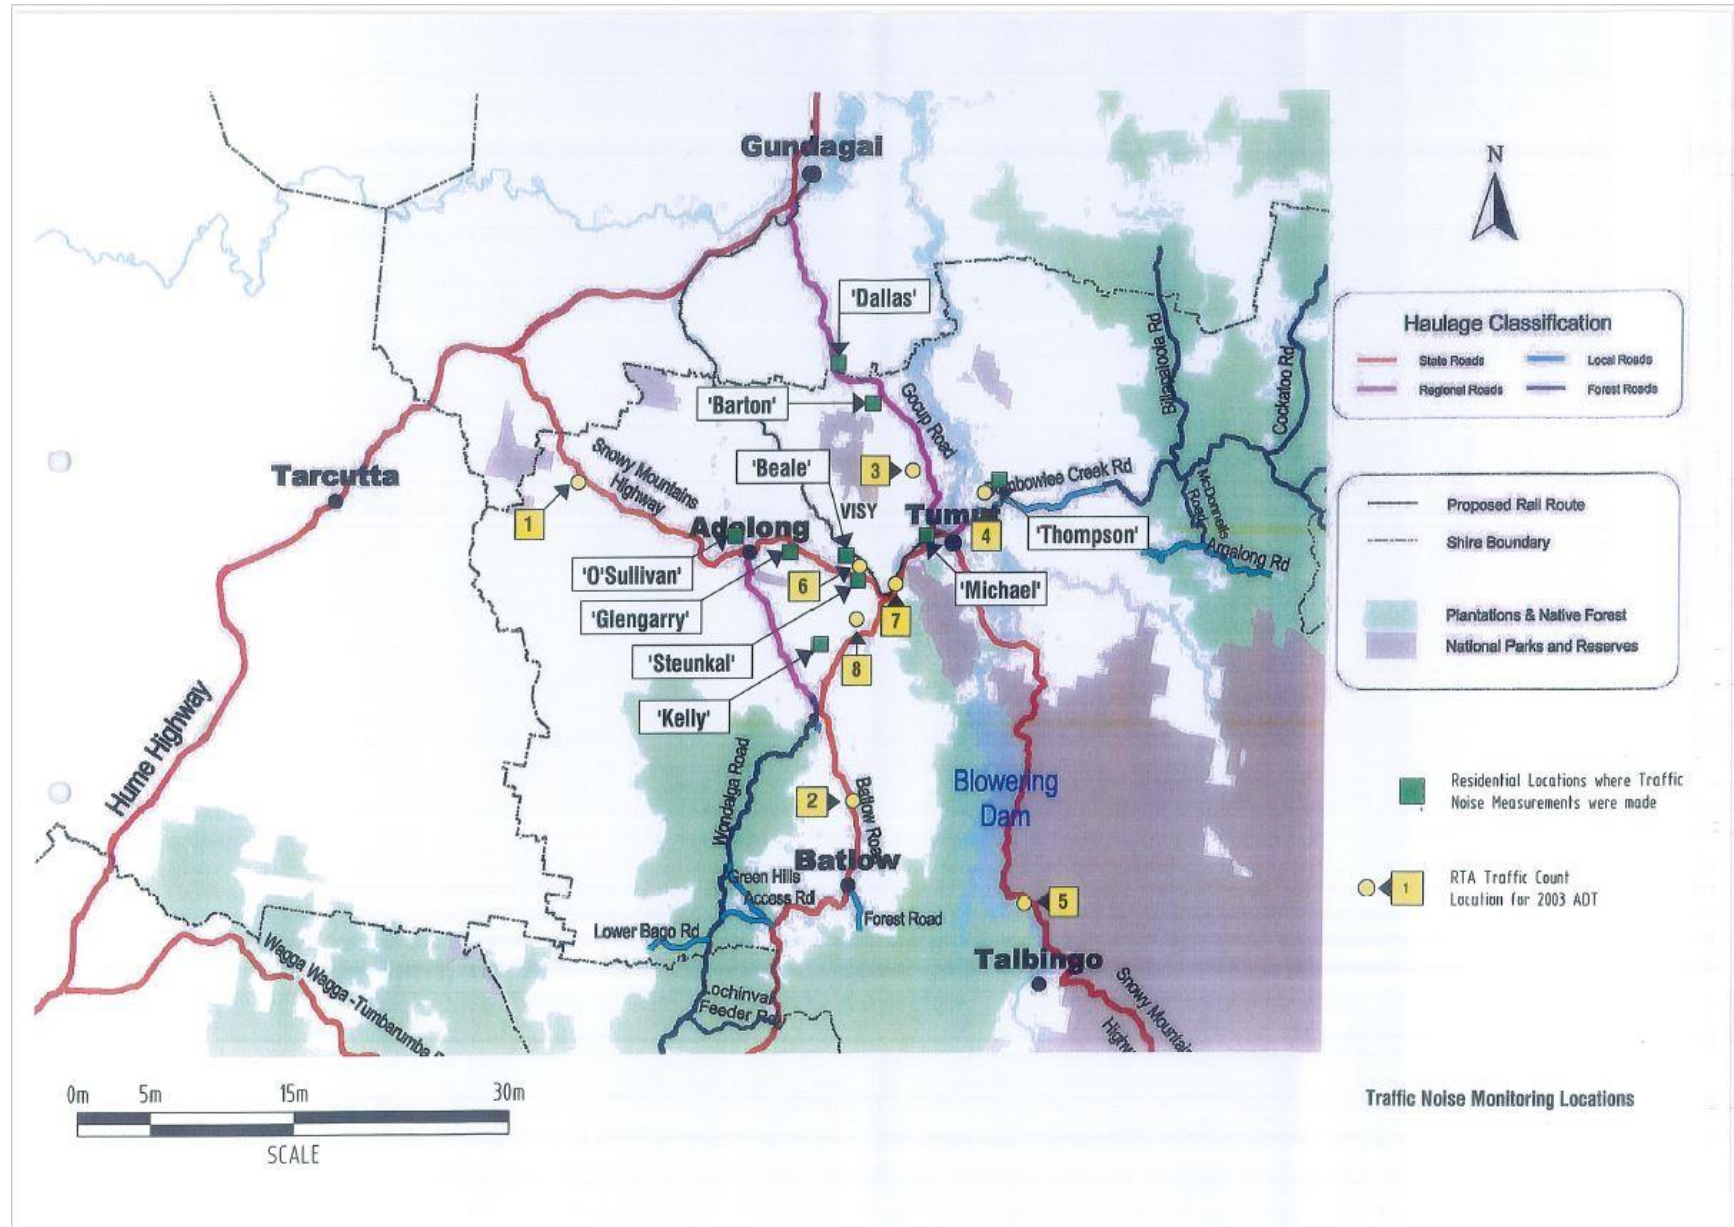 Gundagai
N
'Dallas'
Haulage Classification
State Roads
Local Roads
Regional Roads
Forest Roads
Billapaloola Rd
Cockatoo Rd
'Barton'
Gocup Road
Snowy Mountains
Highway
'Beale'
3
Tarcutta
1
VISY
Adelong
Tumut
4
'Thompson'
McDonnels
Road
Argalong Rd
Proposed Rail Route
Shire Boundary
'O'Sullivan'
6
'Michael'
'Glengarry'
7
Plantations & Native Forest
National Parks and Reserves
'Steunkal'
8
'Kelly'
Hume Highway
Wondalga Road
2
Batlow Road
Blowering
Dam
Residential Locations where Traffic
Noise Measurements were made
Batlow
Green Hills
Access Rd
Forest Road
5
1
RTA Traffic Count
Location for 2003 ADT
Lower Bago Rd
Talbingo
Wagga Wagga -Tumbarumba
Lochinval
Feeder
Snowy Mountain
0m
5m
15m
30m
SCALE
Traffic Noise Monitoring Locations